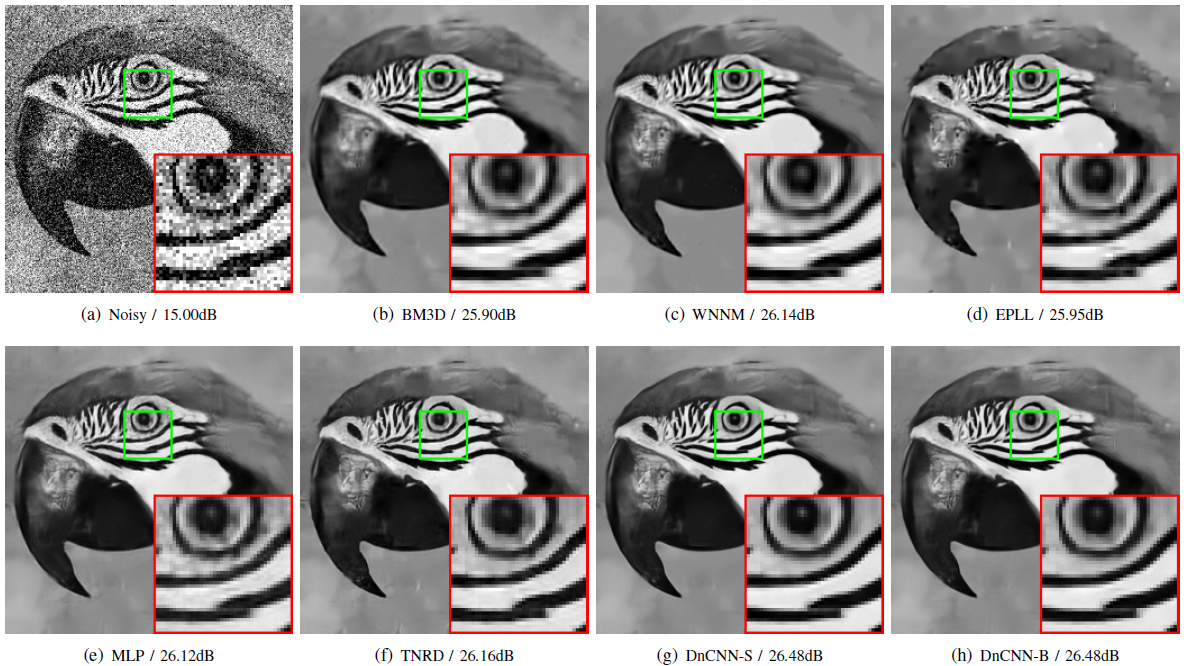 (a) Noisy / 15.00dB
(b) BM3D / 25.90dB
(c) WNNM / 26.14dB
(d) EPLL / 25.95dB
(e) MLP / 26.12dB
(f) TNRD / 26.16dB
(g) DnCNN-S / 26.48dB
(h) DnCNN-B / 26.48dB